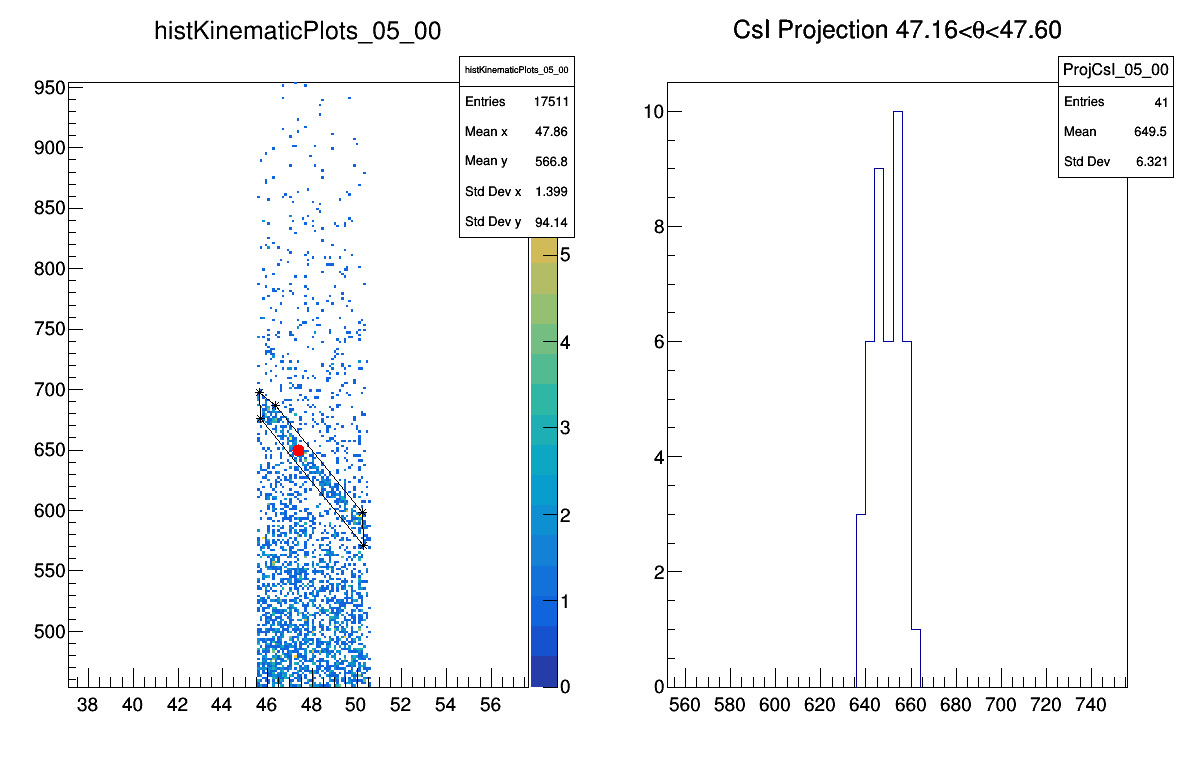 histKinematicPlots_05_00
histKinematicPlots_05_00
Entries 17511
Mean x 47.86
Mean y 566.8
Std Dev x 1.399
Std Dev y 94.14
950
900
850
800
750
700
650
600
550
500
38 40 42 44 46 48 50 52 54 56
5
4
3
2
1
0
CsI Projection 47.16<θ<47.60
ProjCsI_05_00
Entries 41
Mean 649.5
Std Dev 6.321
10
8
6
4
2
0
560 580 600 620 640 660 680 700 720 740